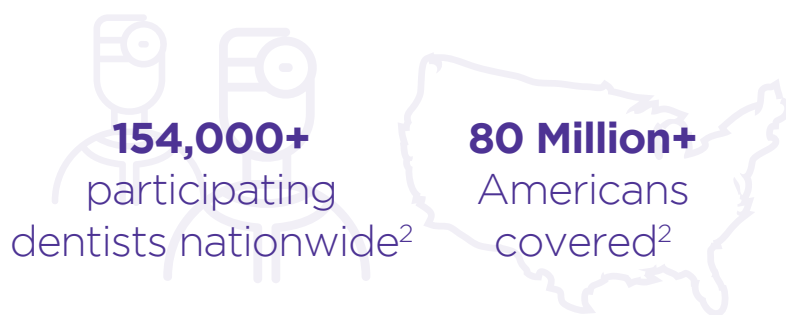 154,000+
participating
dentists nationwide²
80 Million+
Americans
covered²